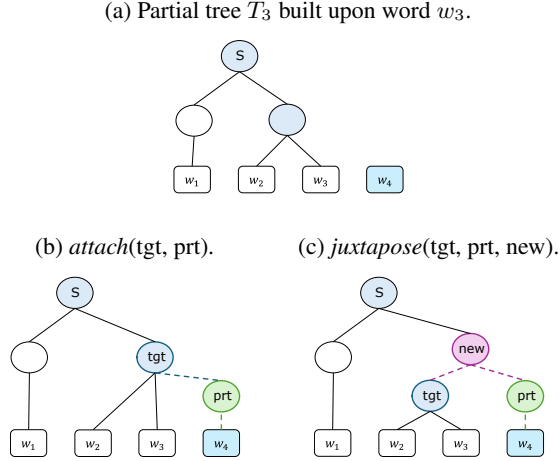 (a) Partial tree T₃ built upon word w₃.
S
w₁ w₂ w₃ w₄
(b) attach(tgt, prt). (c) juxtapose(tgt, prt, new).
S S
tgt new
prt tgt prt
w₁ w₂ w₃ w₄ w₁ w₂ w₃ w₄